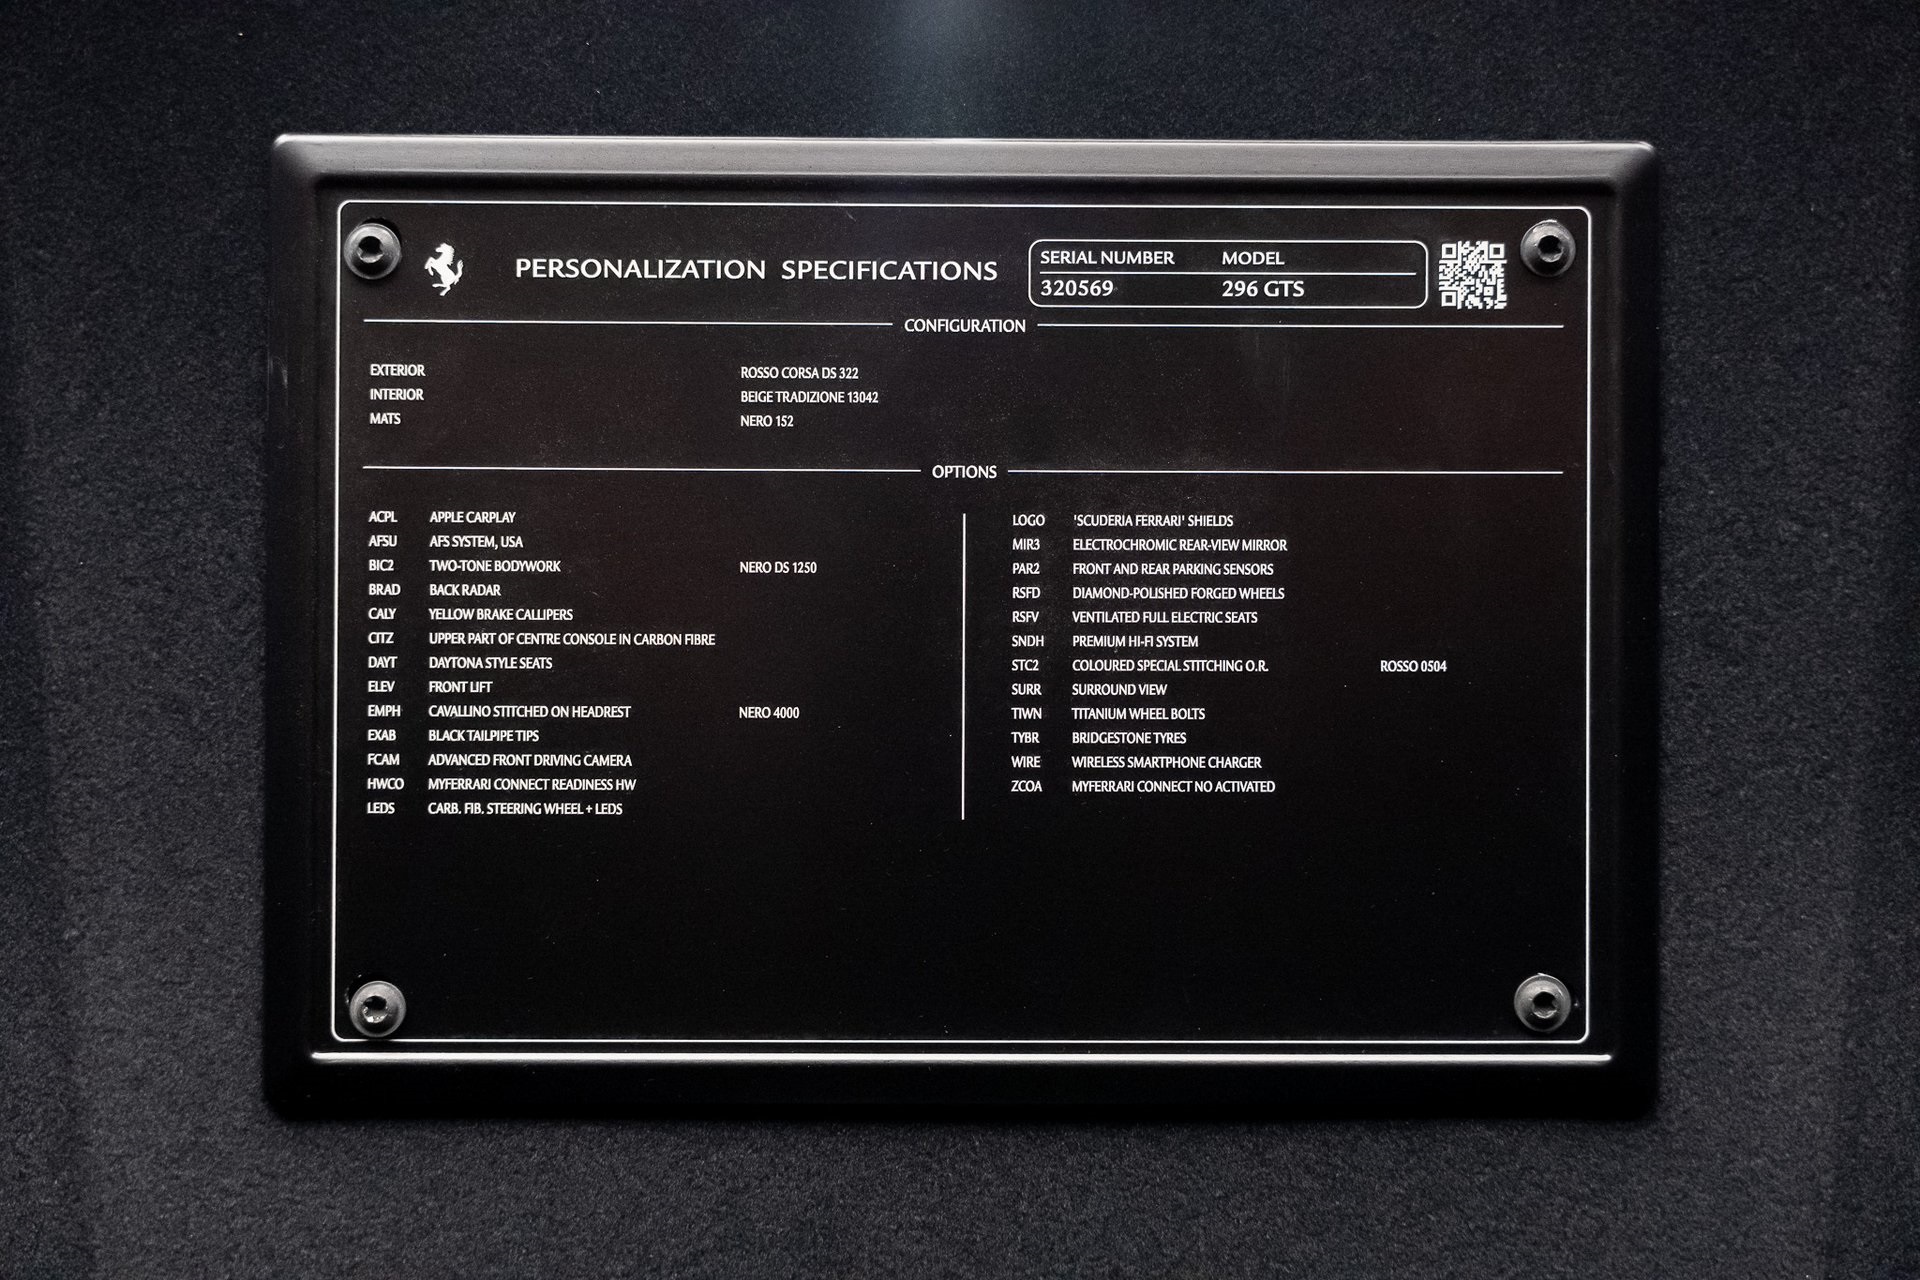 PERSONALIZATION SPECIFICATIONS
SERIAL NUMBER MODEL
320569 296 GTS
CONFIGURATION
EXTERIOR ROSSO CORSA DS 322
INTERIOR BEIGE TRADIZIONE 13042
MATS NERO 152
OPTIONS
ACPL APPLE CARPLAY
AFSU AFS SYSTEM, USA
BIC2 TWO-TONE BODYWORK NERO DS 1250
BRAD BACK RADAR
CALY YELLOW BRAKE CALLIPERS
CITZ UPPER PART OF CENTRE CONSOLE IN CARBON FIBRE
DAYT DAYTONA STYLE SEATS
ELEV FRONT LIFT
EMPH CAVALLINO STITCHED ON HEADREST NERO 4000
EXAB BLACK TAILPIPE TIPS
FCAM ADVANCED FRONT DRIVING CAMERA
HWCO MYFERRARI CONNECT READINESS HW
LEDS CARB. FIB. STEERING WHEEL + LEDS
LOGO 'SCUDERIA FERRARI' SHIELDS
MIR3 ELECTROCHROMIC REAR-VIEW MIRROR
PAR2 FRONT AND REAR PARKING SENSORS
RSFD DIAMOND-POLISHED FORGED WHEELS
RSFV VENTILATED FULL ELECTRIC SEATS
SNDH PREMIUM HI-FI SYSTEM
STC2 COLOURED SPECIAL STITCHING O.R. ROSSO 0504
SURR SURROUND VIEW
TIWN TITANIUM WHEEL BOLTS
TYBR BRIDGESTONE TYRES
WIRE WIRELESS SMARTPHONE CHARGER
ZCOA MYFERRARI CONNECT NO ACTIVATED